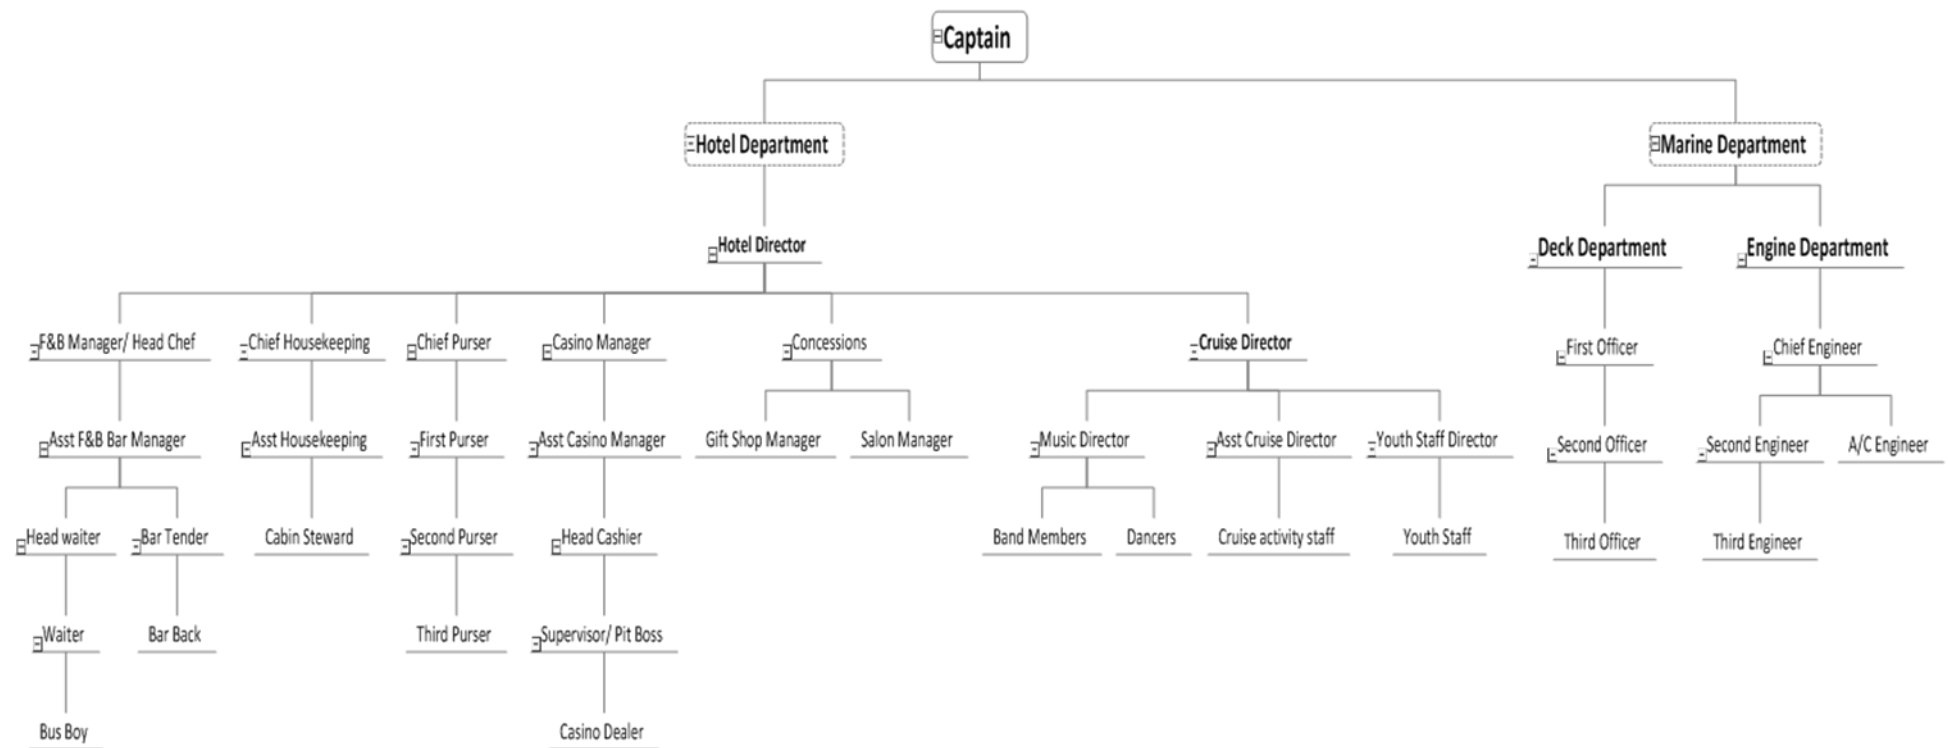 Captain
Hotel Department
Marine Department
Hotel Director
Deck Department
Engine Department
F&B Manager/ Head Chef
Chief Housekeeping
Chief Purser
Casino Manager
Concessions
Cruise Director
First Officer
Chief Engineer
Asst F&B Bar Manager
Asst Housekeeping
First Purser
Asst Casino Manager
Gift Shop Manager
Salon Manager
Music Director
Asst Cruise Director
Youth Staff Director
Second Officer
Second Engineer
A/C Engineer
Head waiter
Bar Tender
Cabin Steward
Second Purser
Head Cashier
Band Members
Dancers
Cruise activity staff
Youth Staff
Third Officer
Third Engineer
Waiter
Bar Back
Third Purser
Supervisor/ Pit Boss
Bus Boy
Casino Dealer